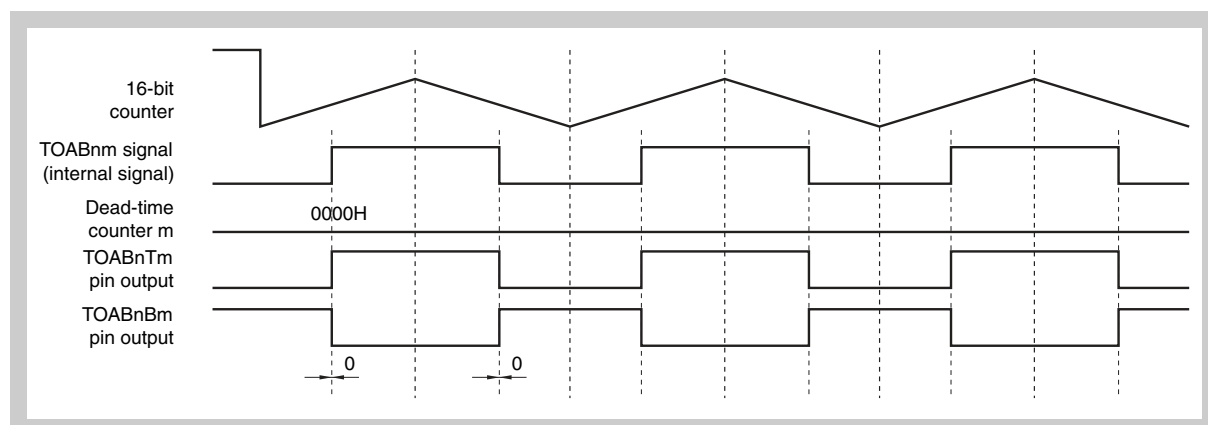 16-bit
counter
TOABnm signal
(internal signal)
Dead-time
counter m
0000H
TOABnTm
pin output
TOABnBm
pin output
0
0